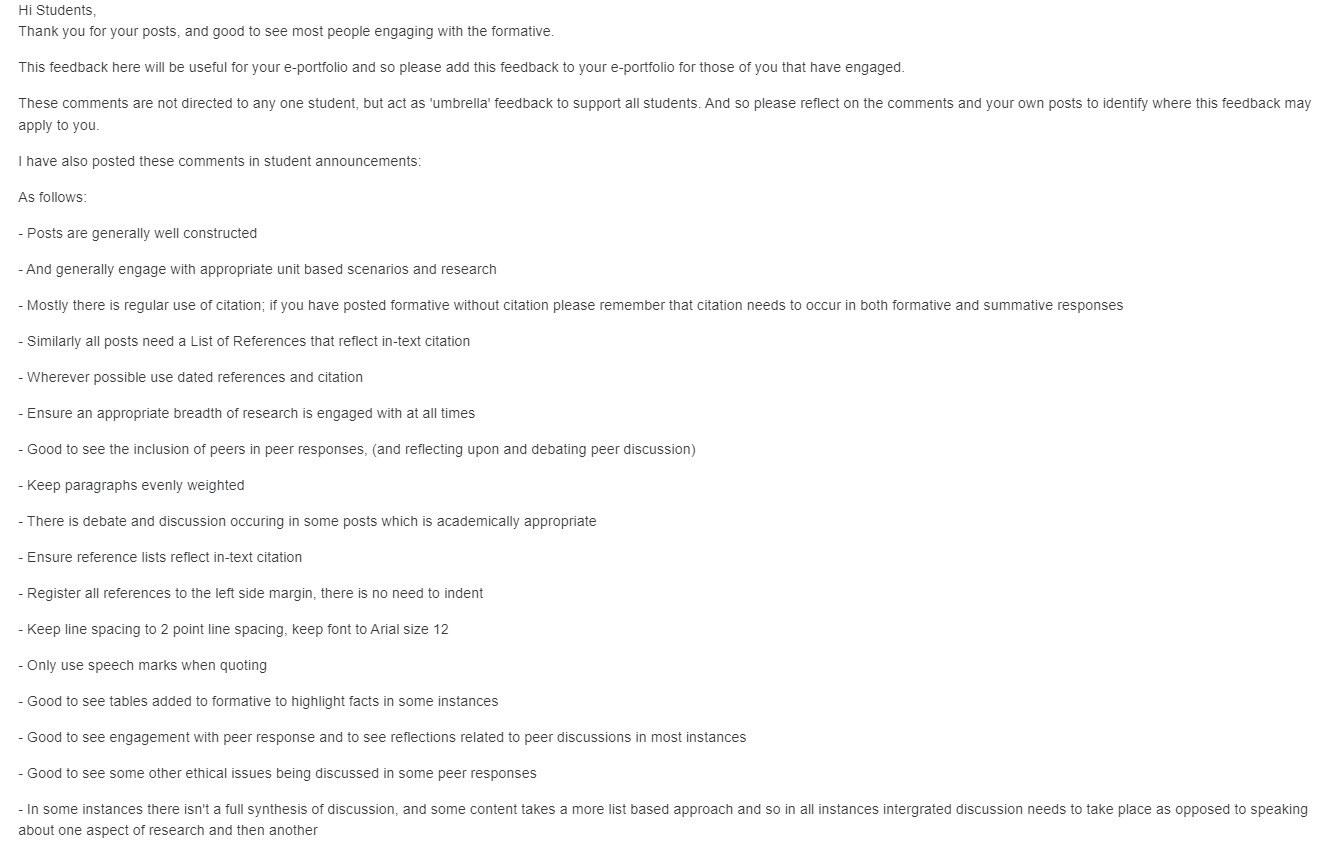 Hi Students,
Thank you for your posts, and good to see most people engaging with the formative.
This feedback here will be useful for your e-portfolio and so please add this feedback to your e-portfolio for those of you that have engaged.
These comments are not directed to any one student, but act as 'umbrella' feedback to support all students. And so please reflect on the comments and your own posts to identify where this feedback may
apply to you.
I have also posted these comments in student announcements:
As follows:
- Posts are generally well constructed
- And generally engage with appropriate unit based scenarios and research
- Mostly there is regular use of citation; if you have posted formative without citation please remember that citation needs to occur in both formative and summative responses
- Similarly all posts need a List of References that reflect in-text citation
- Wherever possible use dated references and citation
- Ensure an appropriate breadth of research is engaged with at all times
- Good to see the inclusion of peers in peer responses, (and reflecting upon and debating peer discussion)
- Keep paragraphs evenly weighted
- There is debate and discussion occuring in some posts which is academically appropriate
- Ensure reference lists reflect in-text citation
- Register all references to the left side margin, there is no need to indent
- Keep line spacing to 2 point line spacing, keep font to Arial size 12
- Only use speech marks when quoting
- Good to see tables added to formative to highlight facts in some instances
- Good to see engagement with peer response and to see reflections related to peer discussions in most instances
- Good to see some other ethical issues being discussed in some peer responses
- In some instances there isn't a full synthesis of discussion, and some content takes a more list based approach and so in all instances intergrated discussion needs to take place as opposed to speaking
about one aspect of research and then another